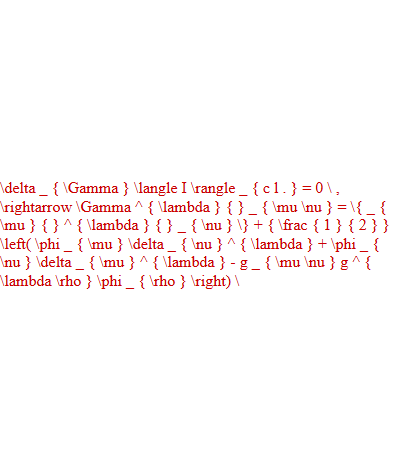 \delta _ { \Gamma } \langle I \rangle _ { c l . } = 0 \ ,
\rightarrow \Gamma ^ { \lambda } { } _ { \mu \nu } = \{ _ {
\mu } { } ^ { \lambda } { } _ { \nu } \} + { \frac { 1 } { 2 } }
\left( \phi _ { \mu } \delta _ { \nu } ^ { \lambda } + \phi _ {
\nu } \delta _ { \mu } ^ { \lambda } - g _ { \mu \nu } g ^ {
\lambda \rho } \phi _ { \rho } \right) \